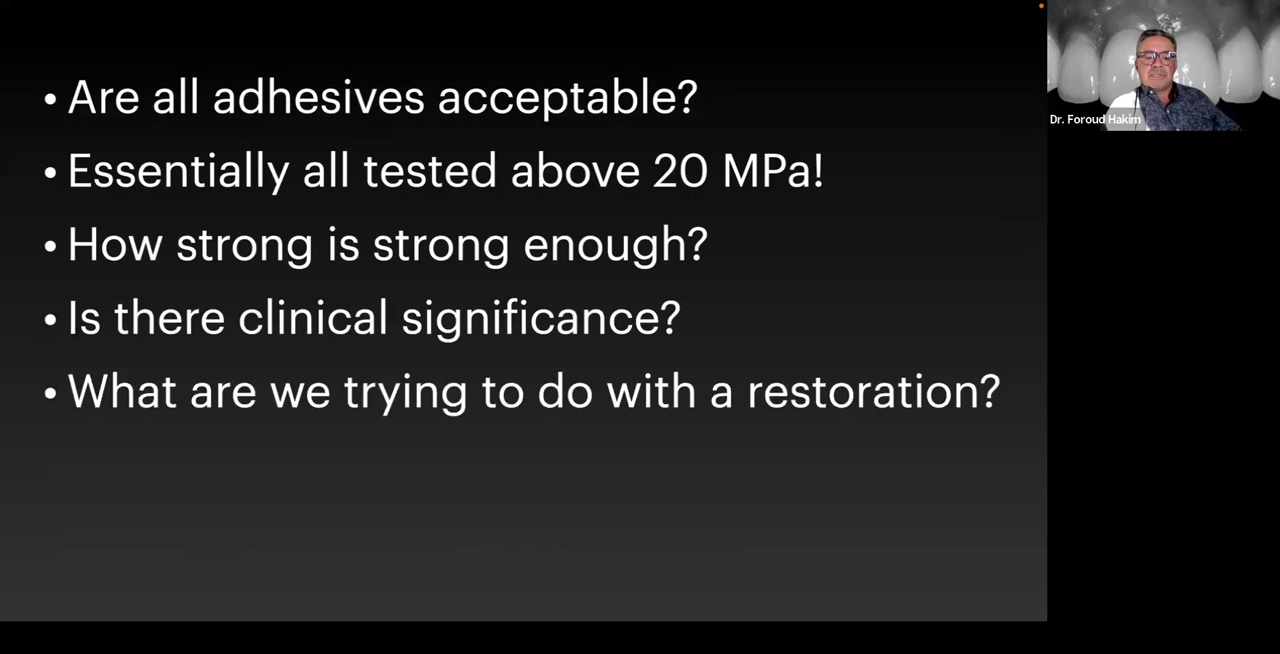 • Are all adhesives acceptable?
• Essentially all tested above 20 MPa!
• How strong is strong enough?
• Is there clinical significance?
• What are we trying to do with a restoration?
Dr. Foroud Hakim